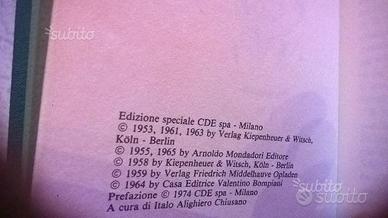 subito
Edizione speciale CDE spa - Milano
© 1953, 1961, 1963 by Verlag Kiepenheuer & Witsch,
Köln - Berlin
© 1955, 1965 by Arnoldo Mondadori Editore
© 1958 by Kiepenheuer & Witsch, Köln - Berlin
© 1959 by Verlag Friedrich Middelhauve Opladen
© 1964 by Casa Editrice Valentino Bompiani
Prefazione © 1974 CDE spa - Milano
A cura di Italo Alighiero Chiusano
subito
subito